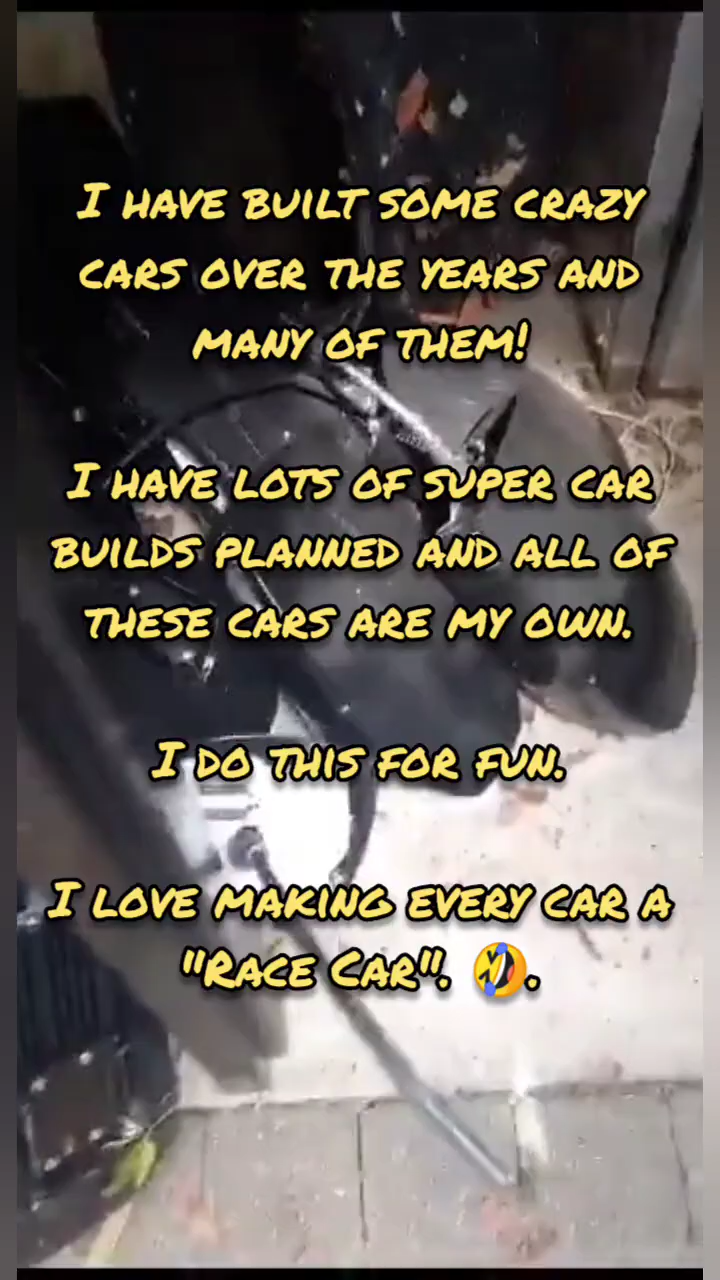 I HAVE BUILT SOME CRAZY
CARS OVER THE YEARS AND
MANY OF THEM!
I HAVE LOTS OF SUPER CAR
BUILDS PLANNED AND ALL OF
THESE CARS ARE MY OWN.
I DO THIS FOR FUN.
I LOVE MAKING EVERY CAR A
"RACE CAR". 🤣.